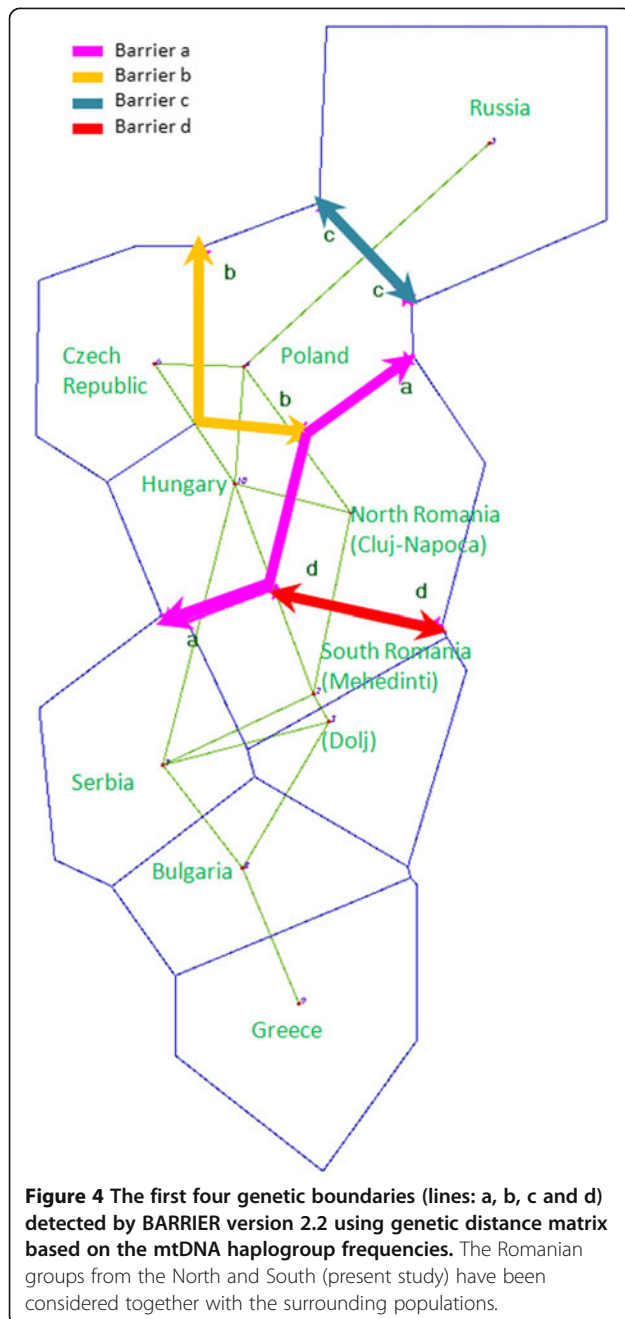 Barrier a
Barrier b
Barrier c
Barrier d
Russia
c
b
c
Czech
Republic
Poland
b
a
Hungary
10
North Romania
(Cluj-Napoca)
d
d
a
South Romania
(Mehedinti)
2
(Dolj)
Serbia
Bulgaria
9
Greece
Figure 4 The first four genetic boundaries (lines: a, b, c and d)
detected by BARRIER version 2.2 using genetic distance matrix
based on the mtDNA haplogroup frequencies. The Romanian
groups from the North and South (present study) have been
considered together with the surrounding populations.